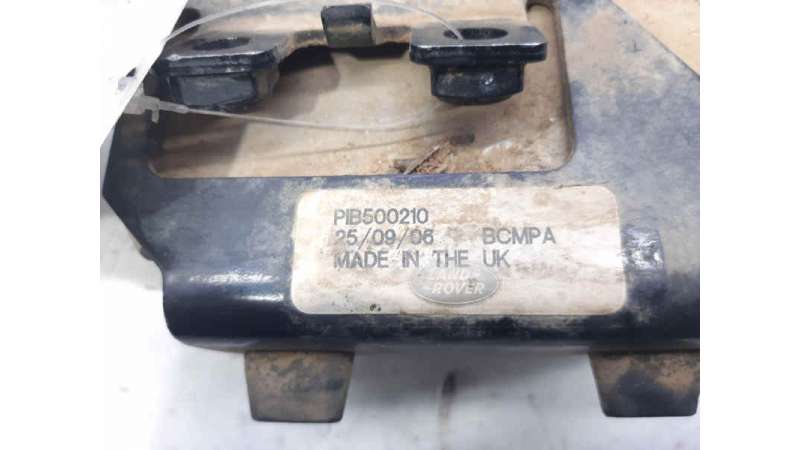 PIB500210
25/09/06 BCMPA
MADE IN THE UK
LAND
ROVER